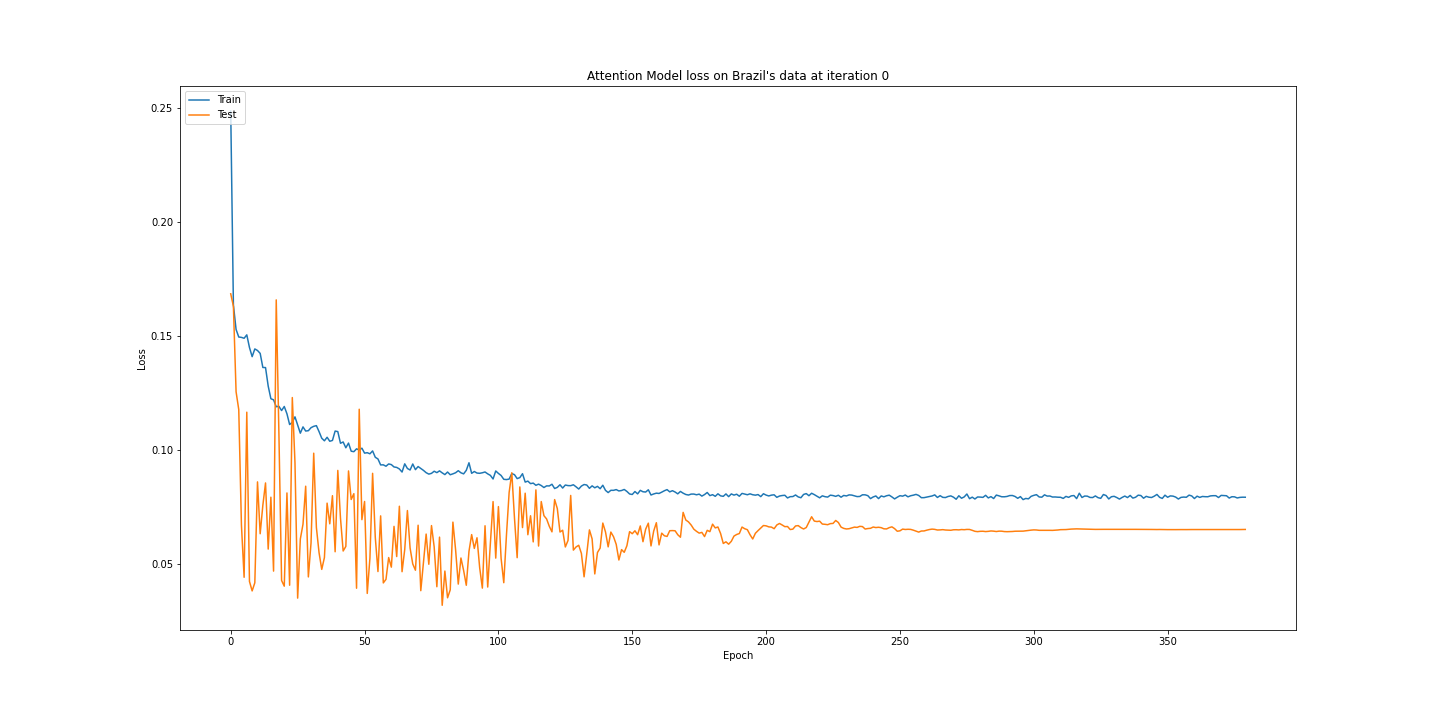 Attention Model loss on Brazil's data at iteration 0
Train
Test
0.25
0.20
0.15
0.10
0.05
Loss
0 50 100 150 200 250 300 350
Epoch